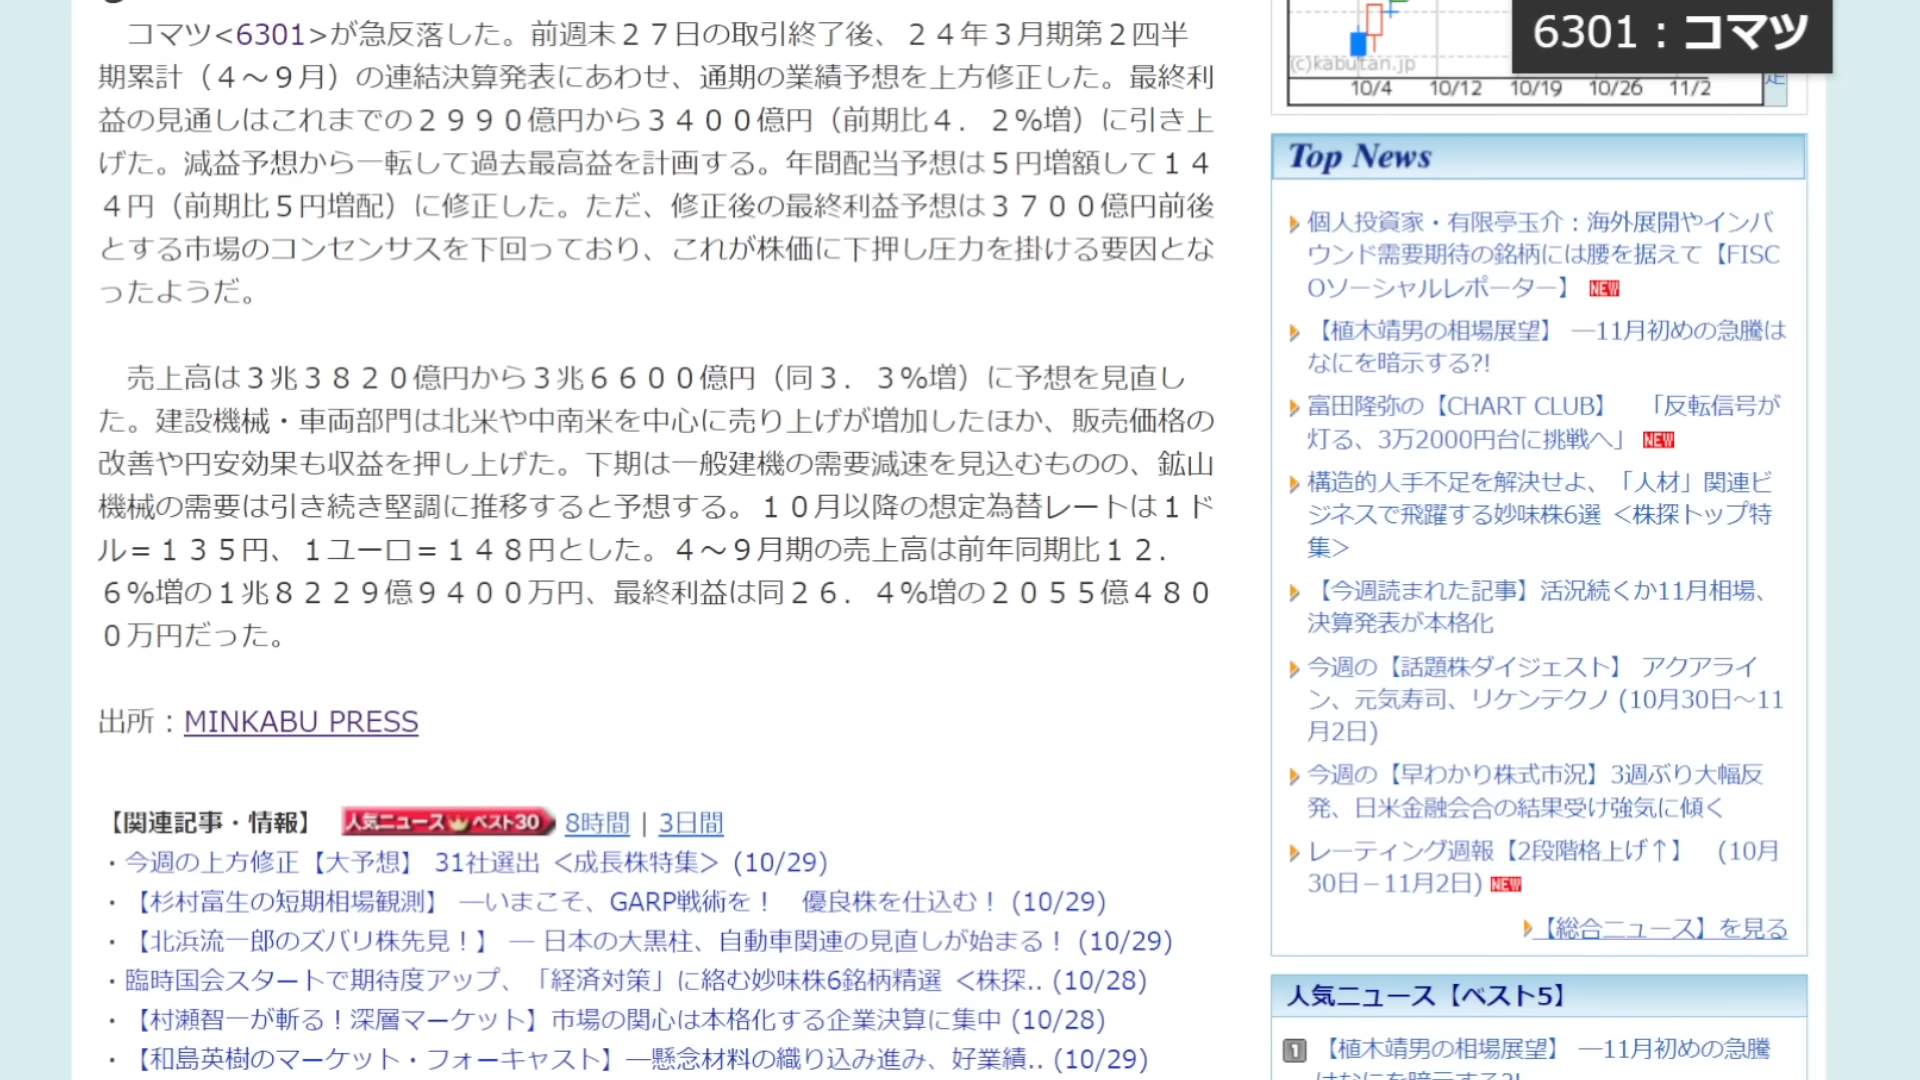 コマツ<6301>が急反落した。前週末２７日の取引終了後、２４年３月期第２四半
期累計（４～９月）の連結決算発表にあわせ、通期の業績予想を上方修正した。最終利
益の見通しはこれまでの２９９０億円から３４００億円（前期比４．２％増）に引き上
げた。減益予想から一転して過去最高益を計画する。年間配当予想は５円増額して１４
４円（前期比５円増配）に修正した。ただ、修正後の最終利益予想は３７００億円前後
とする市場のコンセンサスを下回っており、これが株価に下押し圧力を掛ける要因とな
ったようだ。
売上高は３兆３８２０億円から３兆６６００億円（同３．３％増）に予想を見直し
た。建設機械・車両部門は北米や中南米を中心に売り上げが増加したほか、販売価格の
改善や円安効果も収益を押し上げた。下期は一般建機の需要減速を見込むものの、鉱山
機械の需要は引き続き堅調に推移すると予想する。１０月以降の想定為替レートは１ド
ル＝１３５円、１ユーロ＝１４８円とした。４～９月期の売上高は前年同期比１２．
６％増の１兆８２２９億９４００万円、最終利益は同２６．４％増の２０５５億４８０
０万円だった。
出所：MINKABU PRESS
【関連記事・情報】 人気ニュース ベスト30 8時間 | 3日間
・今週の上方修正【大予想】 31社選出 ＜成長株特集＞ (10/29)
・【杉村富生の短期相場観測】 ―いまこそ、GARP戦術を！ 優良株を仕込む！ (10/29)
・【北浜流一郎のズバリ株先見！】 ― 日本の大黒柱、自動車関連の見直しが始まる！ (10/29)
・臨時国会スタートで期待度アップ、「経済対策」に絡む妙味株6銘柄精選 ＜株探.. (10/28)
・【村瀬智一が斬る！深層マーケット】市場の関心は本格化する企業決算に集中 (10/28)
・【和島英樹のマーケット・フォーキャスト】―懸念材料の織り込み進み、好業績.. (10/29)
6301：コマツ
(c)kabutan.jp
10/4 10/12 10/19 10/26 11/2
Top News
個人投資家・有限亭玉介：海外展開やインバ
ウンド需要期待の銘柄には腰を据えて【FISC
Oソーシャルレポーター】 NEW
【植木靖男の相場展望】 ―11月初めの急騰は
なにを暗示する?!
富田隆弥の【CHART CLUB】 「反転信号が
灯る、3万2000円台に挑戦へ」 NEW
構造的人手不足を解決せよ、「人材」関連ビ
ジネスで飛躍する妙味株6選 ＜株探トップ特
集＞
【今週読まれた記事】活況続くか11月相場、
決算発表が本格化
今週の【話題株ダイジェスト】 アクアライ
ン、元気寿司、リケンテクノ (10月30日～11
月2日)
今週の【早わかり株式市況】3週ぶり大幅反
発、日米金融会合の結果受け強気に傾く
レーティング週報【2段階格上げ↑】 (10月
30日－11月2日) NEW
【総合ニュース】を見る
人気ニュース【ベスト5】
1 【植木靖男の相場展望】 ―11月初めの急騰
はなにを暗示する?!